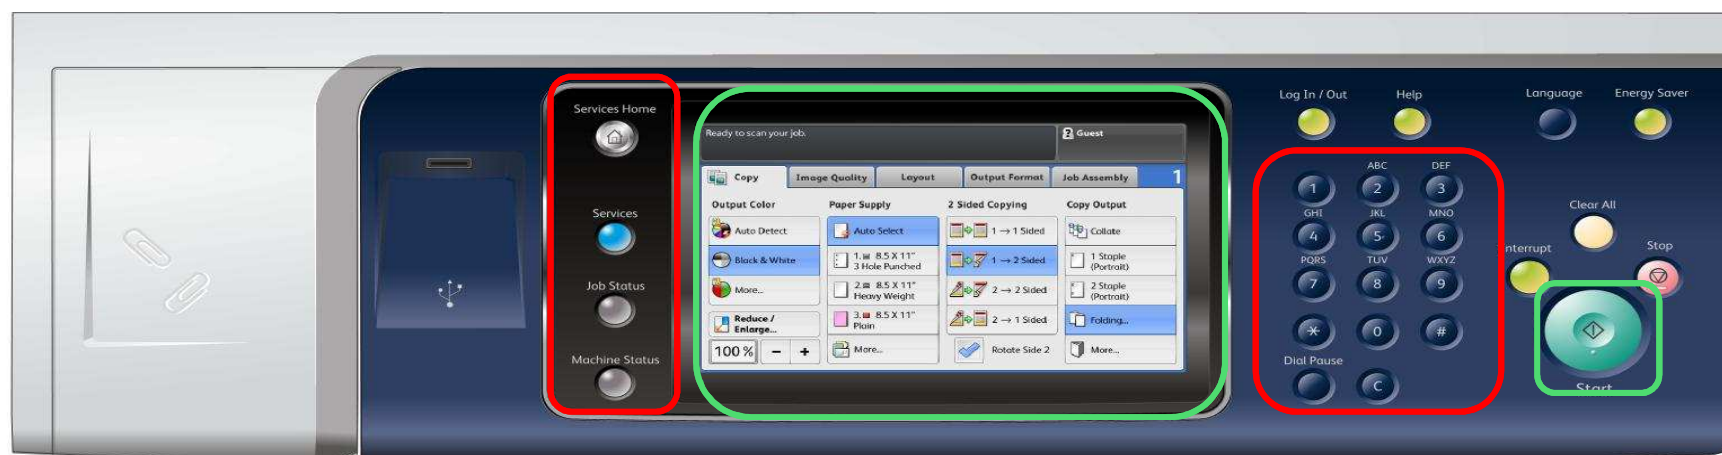 Services Home
Services
Job Status
Machine Status
Ready to scan your job.
Guest
Copy
Image Quality
Layout
Output Format
Job Assembly
1
Output Color
Auto Detect
Black & White
More...
Reduce /
Enlarge...
100 %
−
+
Paper Supply
Auto Select
1. 8.5 X 11"
3 Hole Punched
2. 8.5 X 11"
Heavy Weight
3. 8.5 X 11"
Plain
More...
2 Sided Copying
1 → 1 Sided
1 → 2 Sided
2 → 2 Sided
2 → 1 Sided
Rotate Side 2
Copy Output
Collate
1 Staple
(Portrait)
2 Staple
(Portrait)
Folding...
More...
Log In / Out
Help
Language
Energy Saver
ABC
DEF
1
2
3
GHI
JKL
MNO
4
5
6
PQRS
TUV
WXYZ
7
8
9
*
0
#
Dial Pause
C
Clear All
Interrupt
Stop
Start